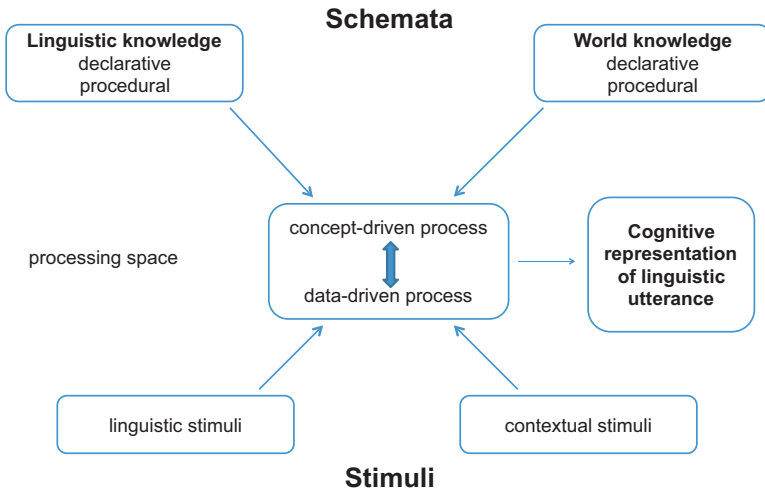 Schemata
Linguistic knowledge
declarative
procedural
World knowledge
declarative
procedural
concept-driven process
data-driven process
processing space
Cognitive
representation
of linguistic
utterance
linguistic stimuli
contextual stimuli
Stimuli